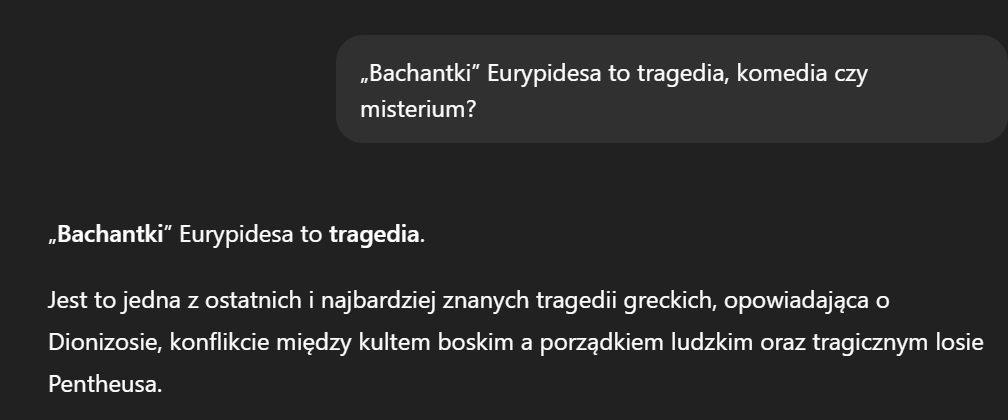 „Bachantki” Eurypidesa to tragedia, komedia czy
misterium?
„Bachantki” Eurypidesa to tragedia.
Jest to jedna z ostatnich i najbardziej znanych tragedii greckich, opowiadająca o
Dionizosie, konflikcie między kultem boskim a porządkiem ludzkim oraz tragicznym losie
Pentheusa.